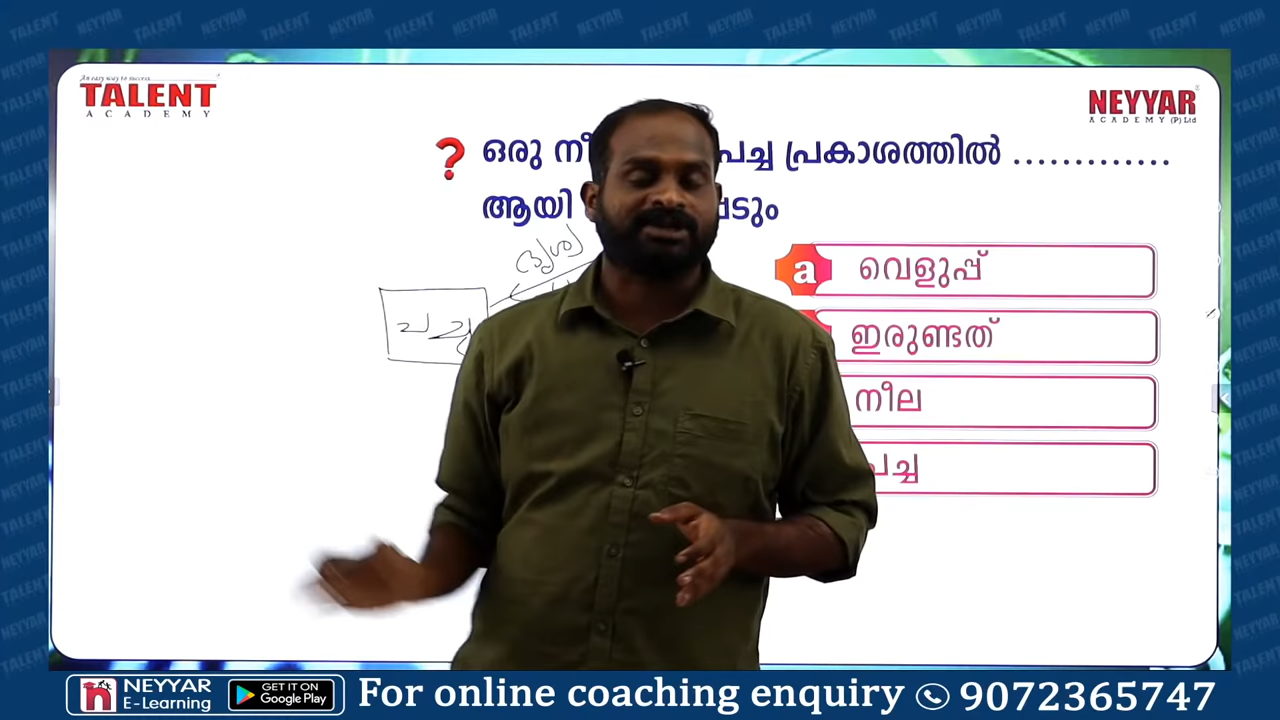 An easy way to success...
TALENT
ACADEMY
NEYYAR
ACADEMY (P) Ltd
? ഒരു പച്ച പ്രകാശത്തിൽ .............
ആയി
a വെളുപ്പ്
ഇരുണ്ടത്
നീല
പച്ച
ദൃശ്യ
പച്ച
NEYYAR
E-Learning
GET IT ON
Google Play
For online coaching enquiry 9072365747